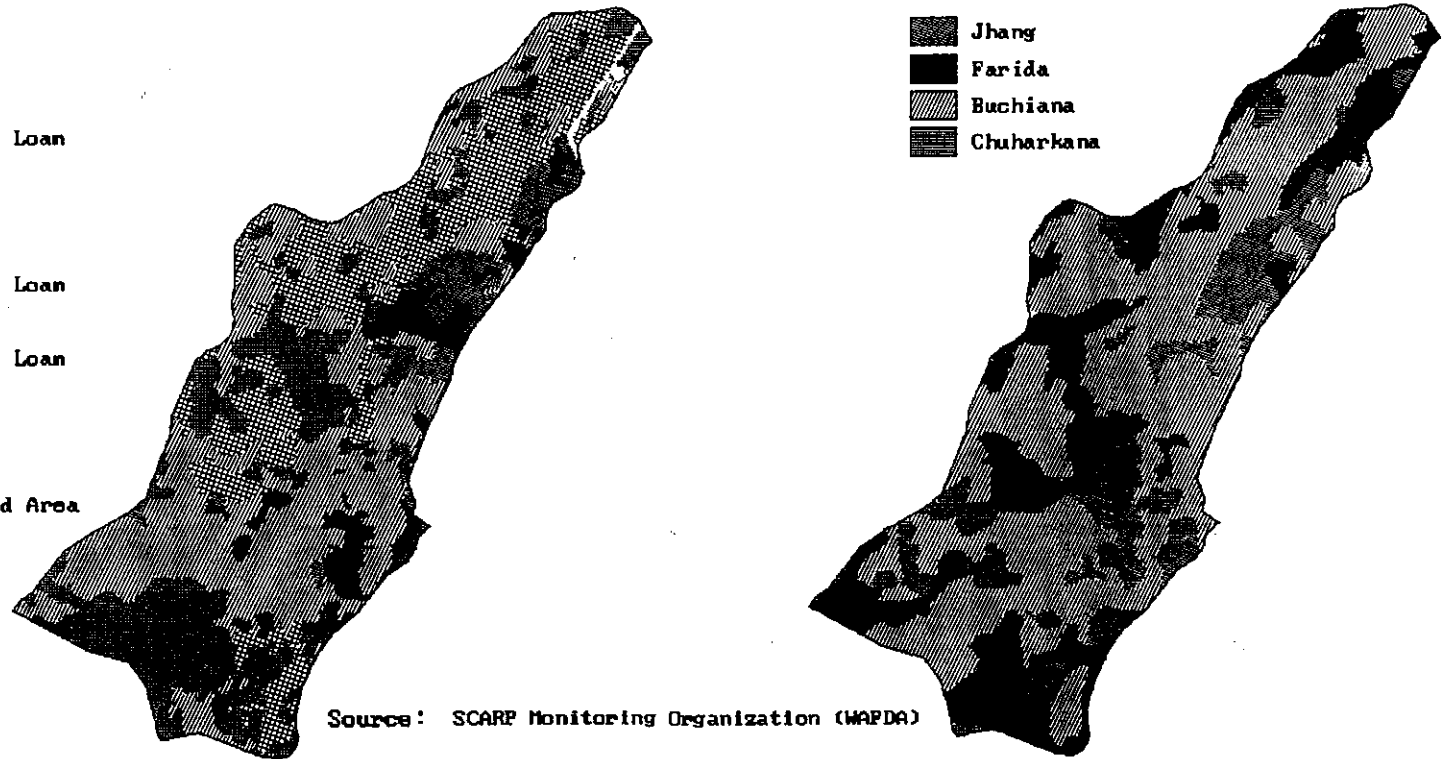 Loan
Loan
Loan
d Area
Jhang
Farida
Buchiana
Chuharkana
Source: SCARP Monitoring Organization (WAPDA)